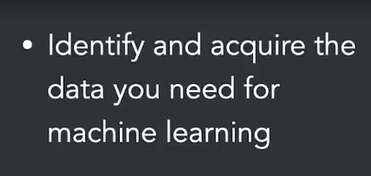 • Identify and acquire the
data you need for
machine learning